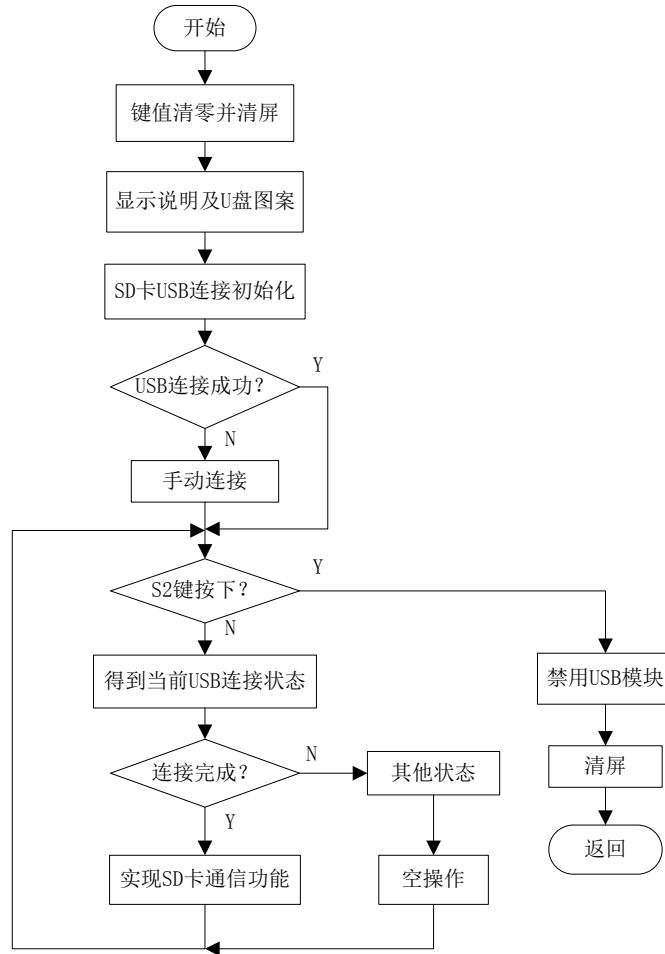 开始
键值清零并清屏
显示说明及U盘图案
SD卡USB连接初始化
USB连接成功？
Y
N
手动连接
S2键按下？
Y
N
得到当前USB连接状态
禁用USB模块
连接完成？
N
其他状态
清屏
Y
返回
实现SD卡通信功能
空操作